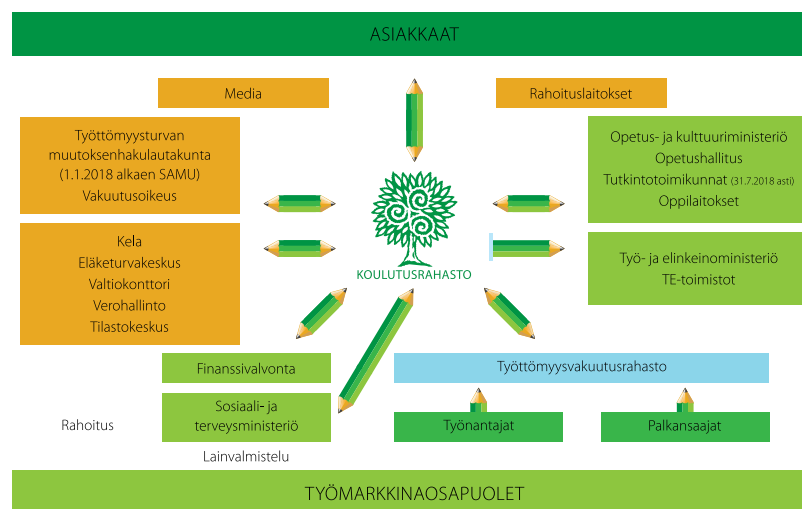 ASIAKKAAT
Media
Rahoituslaitokset
Työttömyysturvan
muutoksenhakulautakunta
(1.1.2018 alkaen SAMU)
Vakuutusoikeus
Opetus- ja kulttuuriministeriö
Opetushallitus
Tutkintotoimikunnat (31.7.2018 asti)
Oppilaitokset
Kela
Eläketurvakeskus
Valtiokonttori
Verohallinto
Tilastokeskus
KOULUTUSRAHASTO
Työ- ja elinkeinoministeriö
TE-toimistot
Finanssivalvonta
Työttömyysvakuutusrahasto
Rahoitus
Sosiaali- ja
terveysministeriö
Työnantajat
Palkansaajat
Lainvalmistelu
TYÖMARKKINAOSAPUOLET